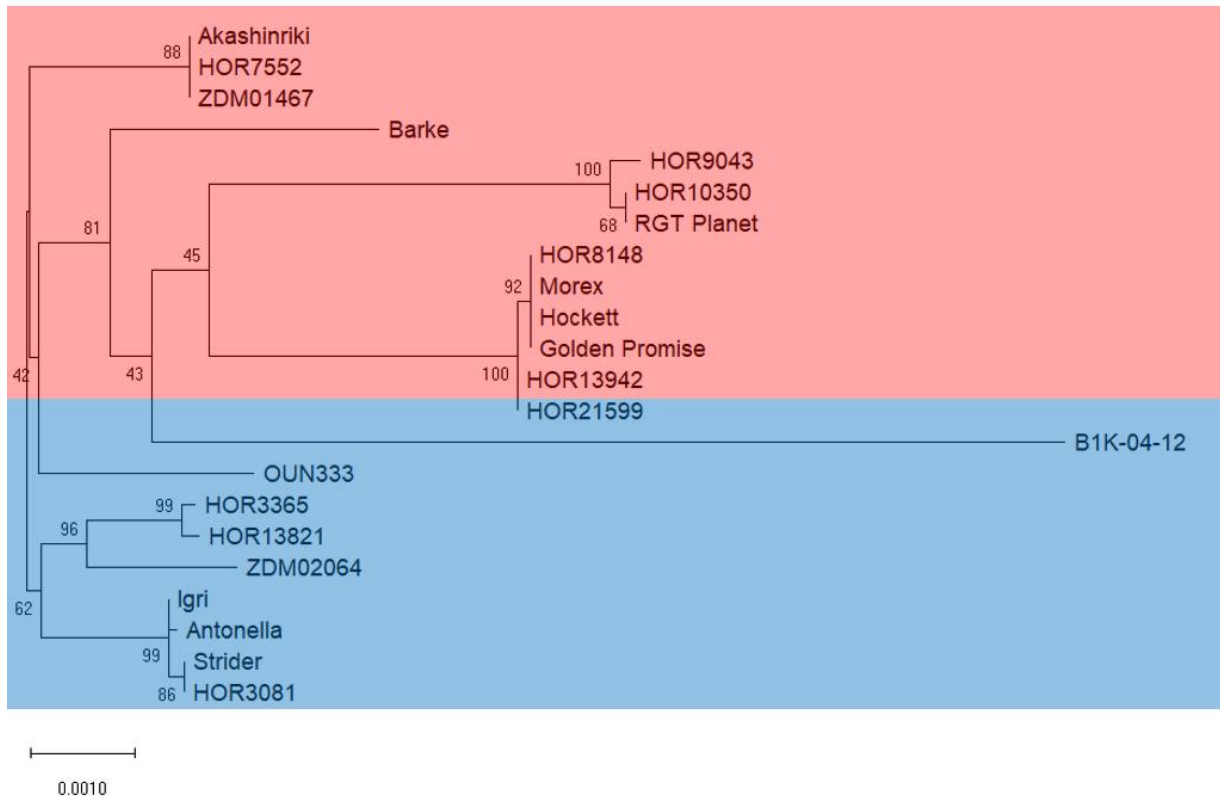 Akashinriki
88
HOR7552
ZDM01467
Barke
HOR9043
100
HOR10350
68
RGT Planet
81
45
HOR8148
92
Morex
Hockett
Golden Promise
42
43
100
HOR13942
HOR21599
B1K-04-12
OUN333
99
HOR3365
96
HOR13821
ZDM02064
62
Igri
Antonella
99
Strider
86
HOR3081
0.0010